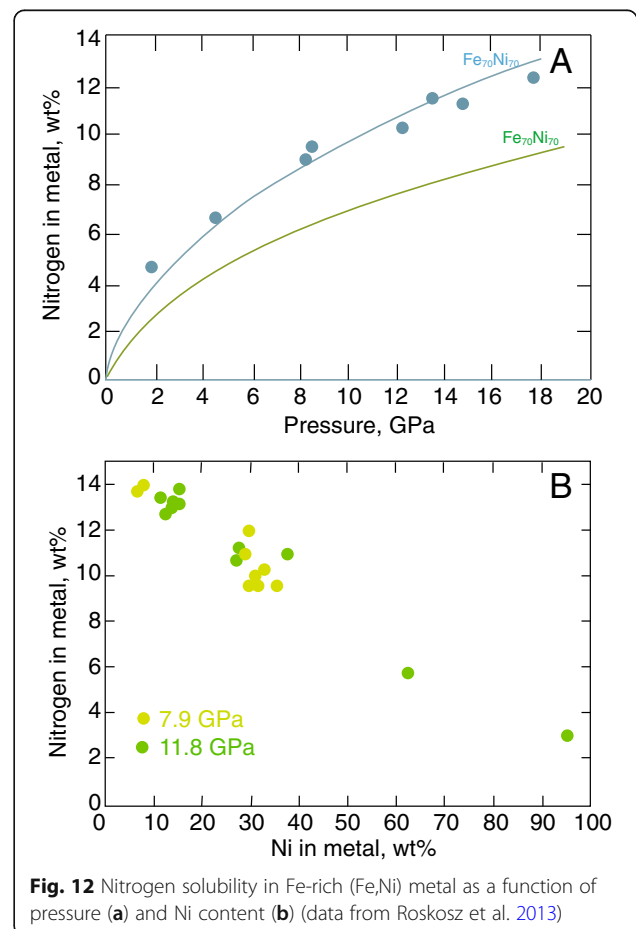 A
Fe70Ni70
Fe70Ni70
Nitrogen in metal, wt%
14
12
10
8
6
4
2
0
0 2 4 6 8 10 12 14 16 18 20
Pressure, GPa
B
Nitrogen in metal, wt%
14
12
10
8
6
4
2
0
7.9 GPa
11.8 GPa
0 10 20 30 40 50 60 70 80 90 100
Ni in metal, wt%
Fig. 12 Nitrogen solubility in Fe-rich (Fe,Ni) metal as a function of
pressure (a) and Ni content (b) (data from Roskosz et al. 2013)